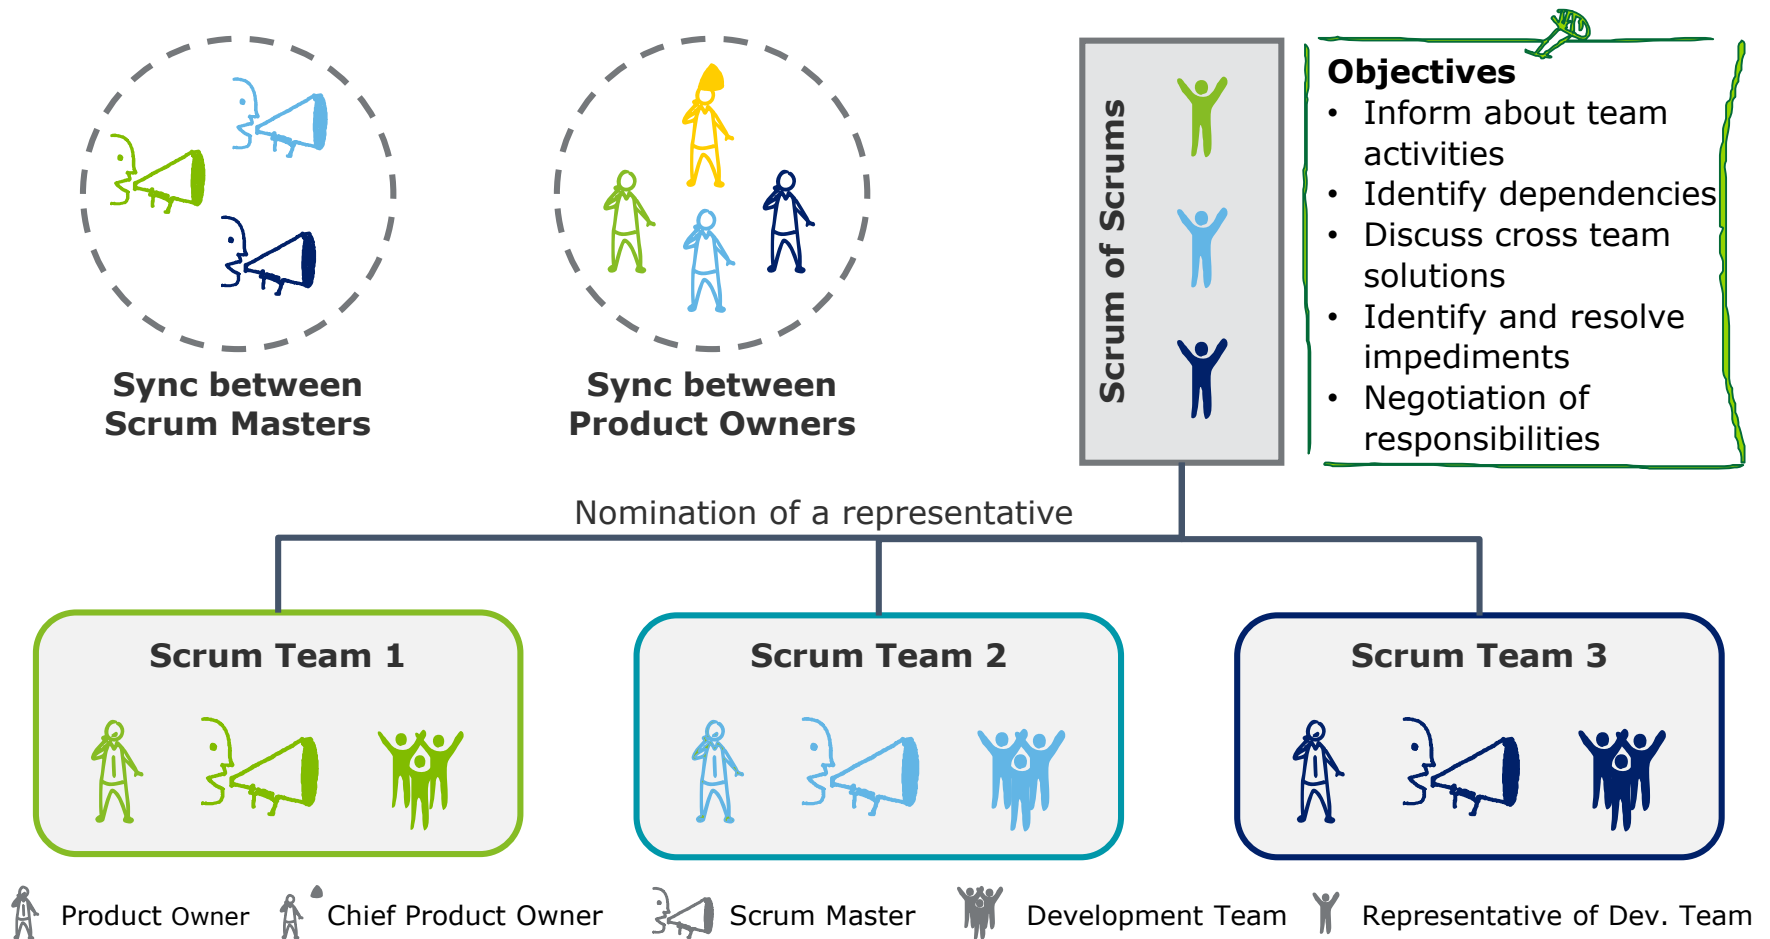 Sync between
Scrum Masters
Sync between
Product Owners
Scrum of Scrums
Objectives
• Inform about team
activities
• Identify dependencies
• Discuss cross team
solutions
• Identify and resolve
impediments
• Negotiation of
responsibilities
Nomination of a representative
Scrum Team 1
Scrum Team 2
Scrum Team 3
Product Owner
Chief Product Owner
Scrum Master
Development Team
Representative of Dev. Team